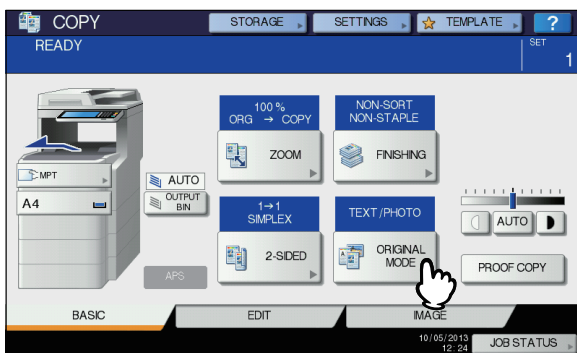 COPY
STORAGE
SETTINGS
TEMPLATE
?
READY
SET
1
100 %
ORG → COPY
NON-SORT
NON-STAPLE
ZOOM
FINISHING
MPT
A4
AUTO
OUTPUT
BIN
1→1
SIMPLEX
TEXT/PHOTO
AUTO
2-SIDED
ORIGINAL
MODE
APS
PROOF COPY
BASIC
EDIT
IMAGE
10/05/2013
12:24
JOB STATUS